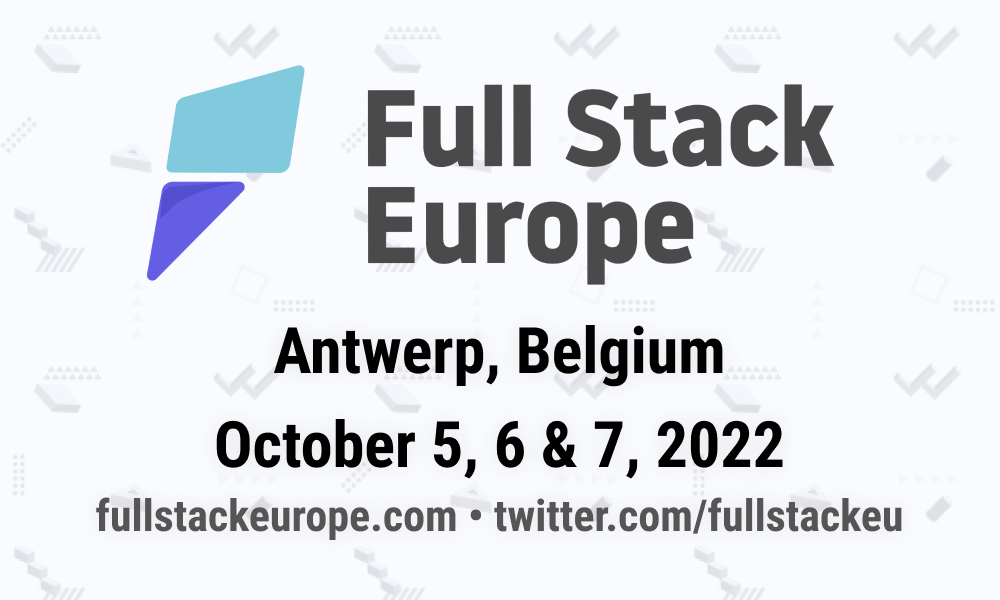 Full Stack
Europe
Antwerp, Belgium
October 5, 6 & 7, 2022
fullstackeurope.com • twitter.com/fullstackeu